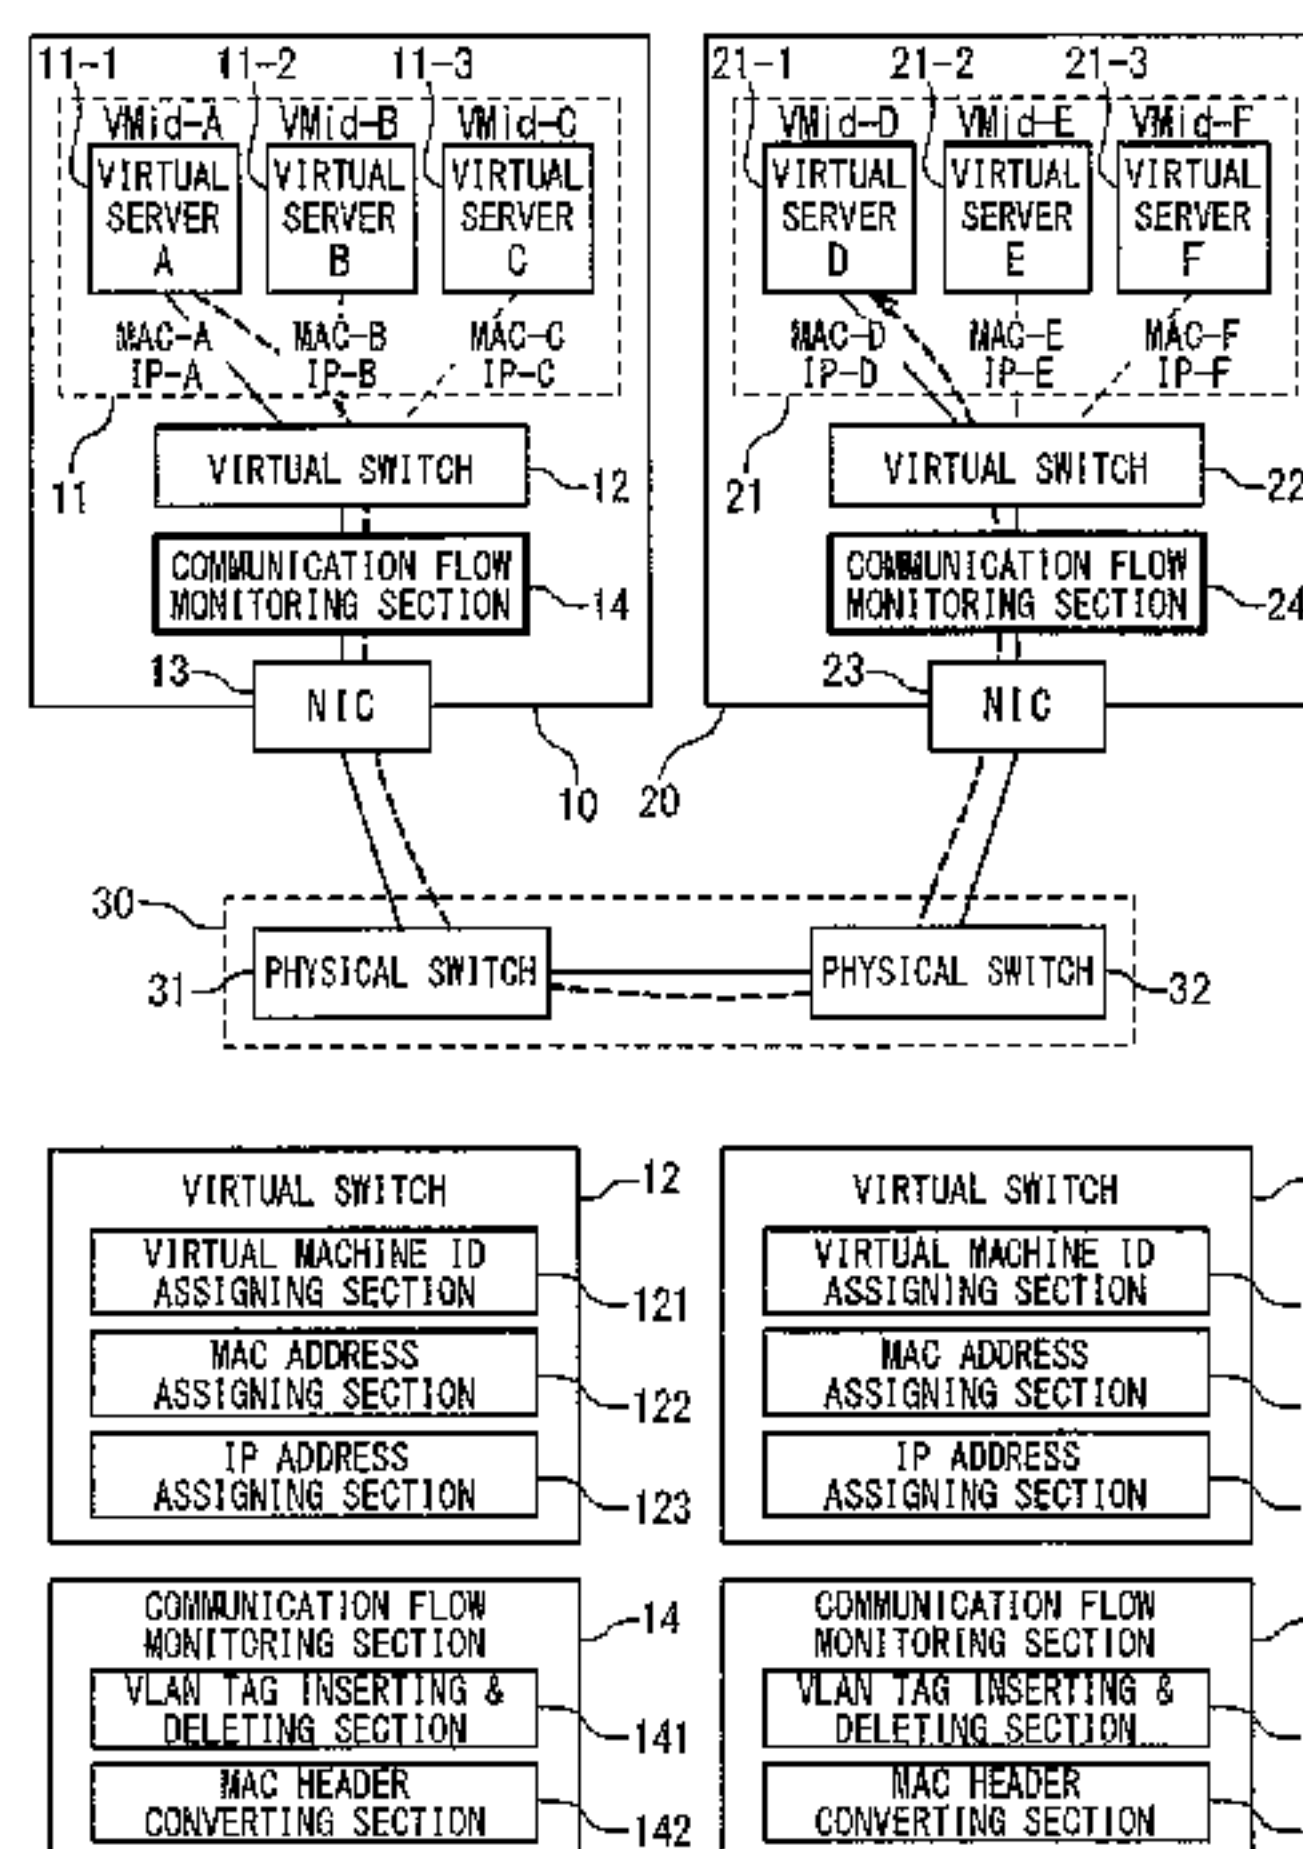 11-1 11-2 11-3
VMid-A VMid-B VMid-C
VIRTUAL SERVER A
VIRTUAL SERVER B
VIRTUAL SERVER C
MAC-A MAC-B MAC-C
IP-A IP-B IP-C
11
VIRTUAL SWITCH
12
COMMUNICATION FLOW
MONITORING SECTION
14
13
NIC
10
21-1 21-2 21-3
VMid-D VMid-E VMid-F
VIRTUAL SERVER D
VIRTUAL SERVER E
VIRTUAL SERVER F
MAC-D MAC-E MAC-F
IP-D IP-E IP-F
21
VIRTUAL SWITCH
22
COMMUNICATION FLOW
MONITORING SECTION
24
23
NIC
20
30
31
PHYSICAL SWITCH
PHYSICAL SWITCH
32
VIRTUAL SWITCH
12
VIRTUAL MACHINE ID
ASSIGNING SECTION
121
MAC ADDRESS
ASSIGNING SECTION
122
IP ADDRESS
ASSIGNING SECTION
123
VIRTUAL SWITCH
VIRTUAL MACHINE ID
ASSIGNING SECTION
MAC ADDRESS
ASSIGNING SECTION
IP ADDRESS
ASSIGNING SECTION
COMMUNICATION FLOW
MONITORING SECTION
14
VLAN TAG INSERTING &
DELETING SECTION
141
MAC HEADER
CONVERTING SECTION
142
COMMUNICATION FLOW
MONITORING SECTION
VLAN TAG INSERTING &
DELETING SECTION
MAC HEADER
CONVERTING SECTION